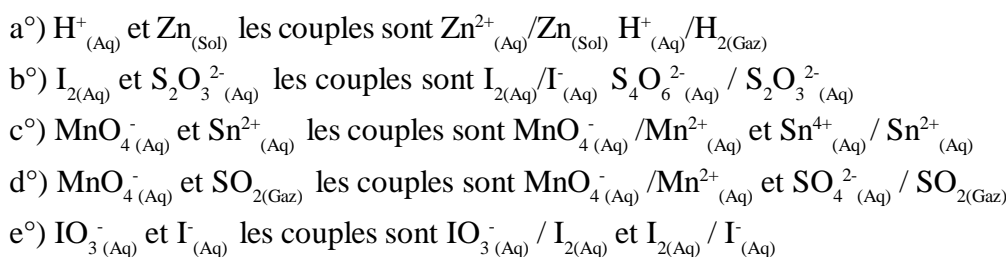 a°) H⁺(Aq) et Zn(Sol) les couples sont Zn²⁺(Aq)/Zn(Sol) H⁺(Aq)/H₂(Gaz)
b°) I₂(Aq) et S₂O₃²⁻(Aq) les couples sont I₂(Aq)/I⁻(Aq) S₄O₆²⁻(Aq) / S₂O₃²⁻(Aq)
c°) MnO₄⁻(Aq) et Sn²⁺(Aq) les couples sont MnO₄⁻(Aq) /Mn²⁺(Aq) et Sn⁴⁺(Aq) / Sn²⁺(Aq)
d°) MnO₄⁻(Aq) et SO₂(Gaz) les couples sont MnO₄⁻(Aq) /Mn²⁺(Aq) et SO₄²⁻(Aq) / SO₂(Gaz)
e°) IO₃⁻(Aq) et I⁻(Aq) les couples sont IO₃⁻(Aq) / I₂(Aq) et I₂(Aq) / I⁻(Aq)